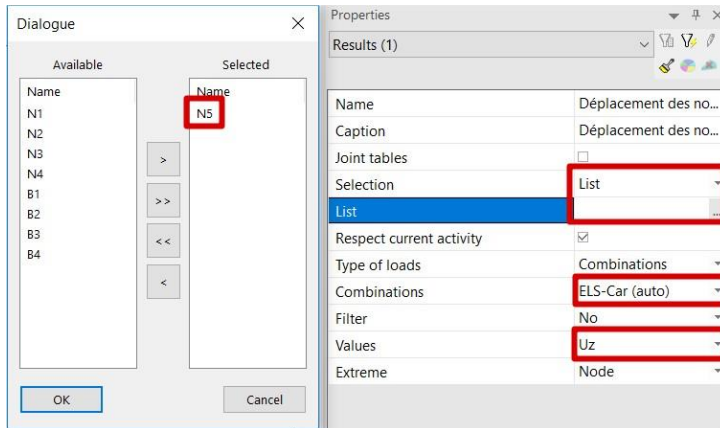 Dialogue
Available
Selected
Name
N1
N2
N3
N4
B1
B2
B3
B4
>
>>
<<
<
Name
N5
OK
Cancel
Properties
Results (1)
Name Déplacement des no...
Caption Déplacement des no...
Joint tables
Selection List
List ...
Respect current activity
Type of loads Combinations
Combinations ELS-Car (auto)
Filter No
Values Uz
Extreme Node